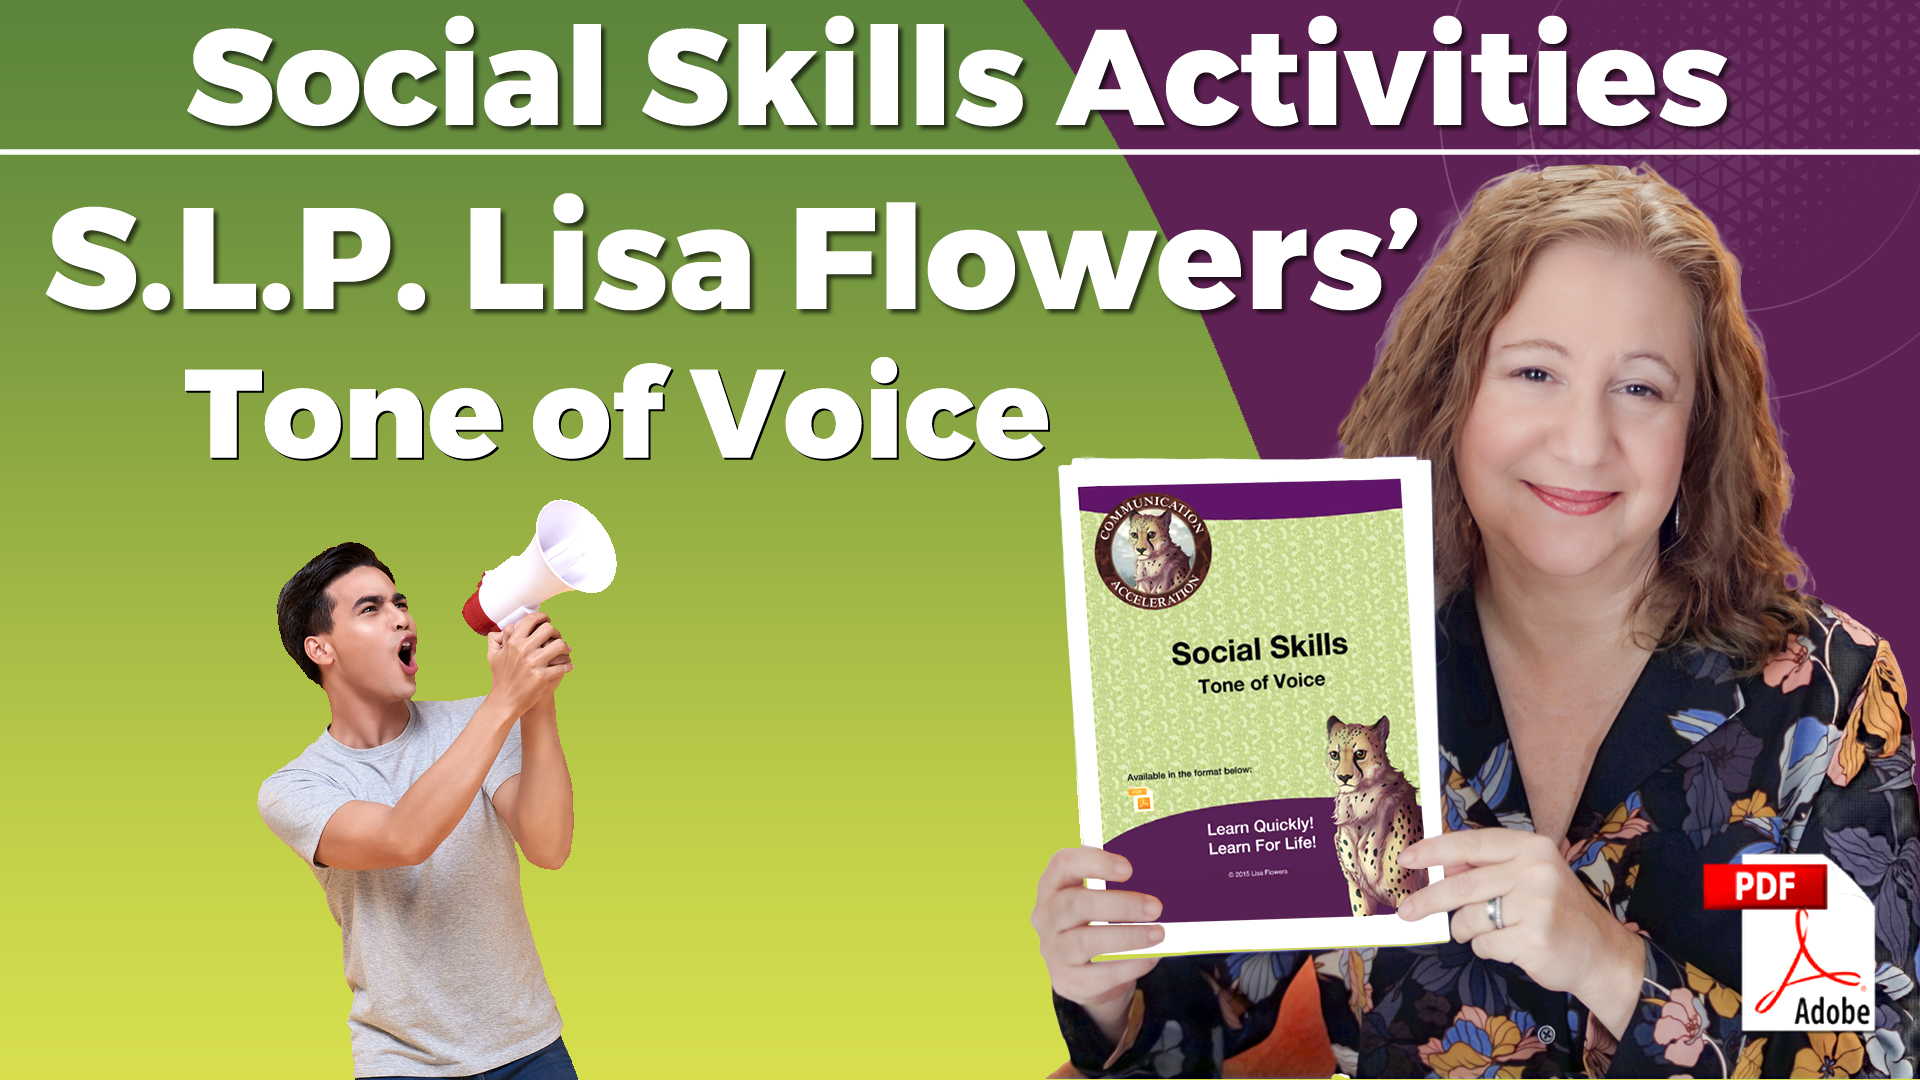 Social Skills Activities
S.L.P. Lisa Flowers’
Tone of Voice
COMMUNICATION
ACCELERATION
Social Skills
Tone of Voice
Available in the format below:
PDF
Learn Quickly!
Learn For Life!
© 2015 Lisa Flowers
PDF
Adobe